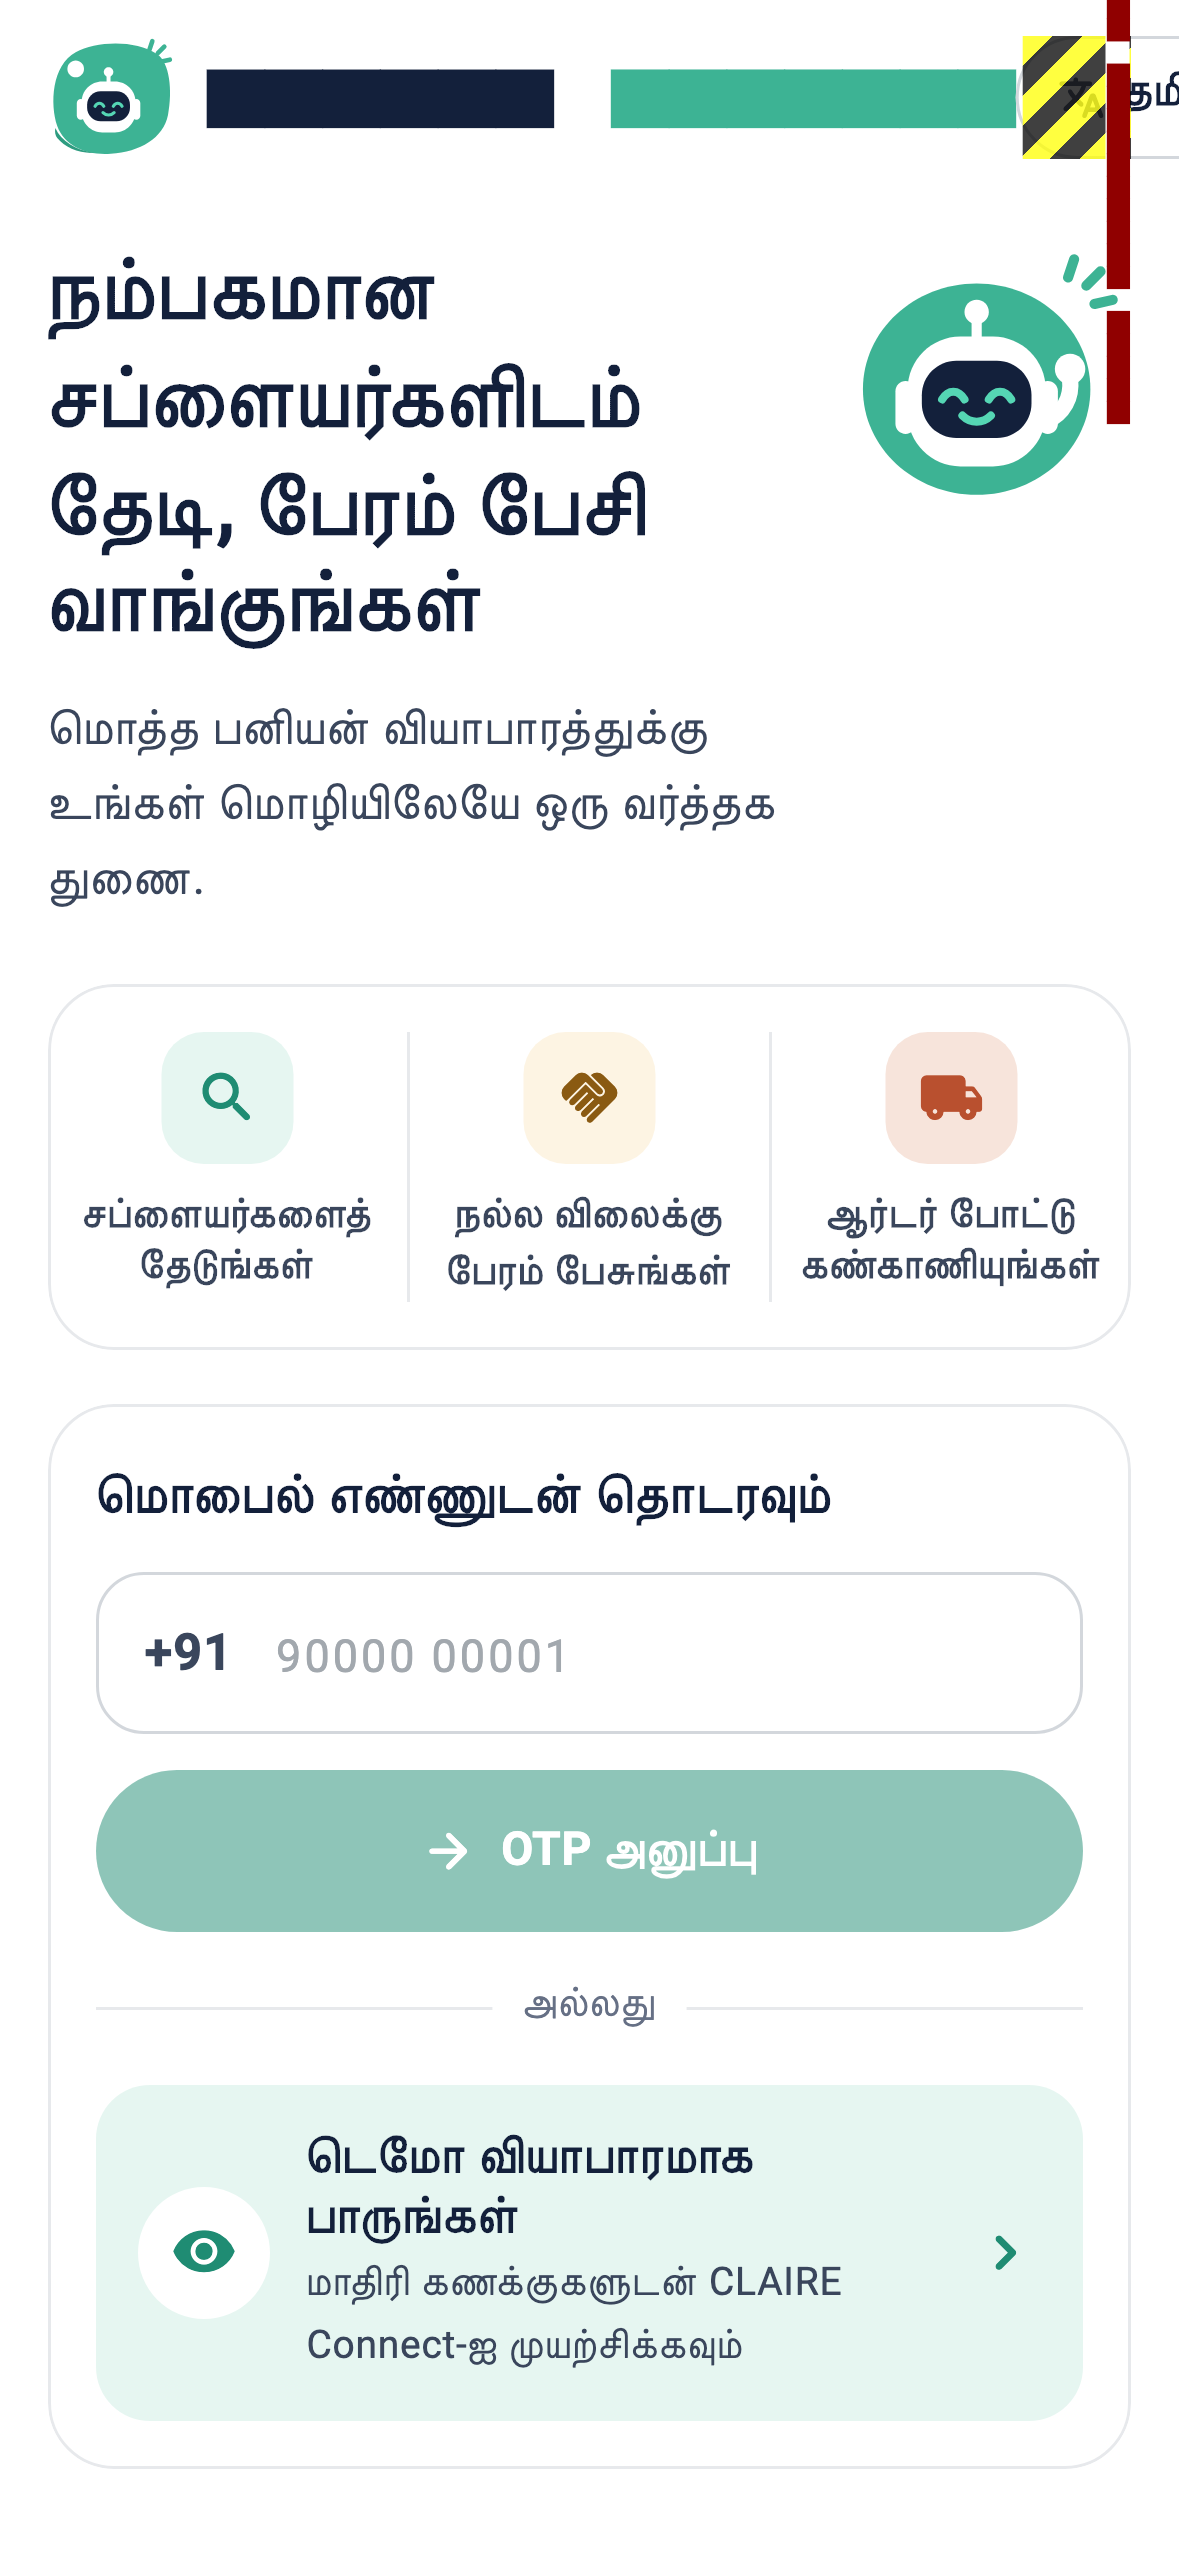 நம்பகமான
சப்ளையர்களிடம்
தேடி, பேரம் பேசி
வாங்குங்கள்
மொத்த பனியன் வியாபாரத்துக்கு
உங்கள் மொழியிலேயே ஒரு வர்த்தக
துணை.
சப்ளையர்களைத்
தேடுங்கள்
நல்ல விலைக்கு
பேரம் பேசுங்கள்
ஆர்டர் போட்டு
கண்காணியுங்கள்
மொபைல் எண்ணுடன் தொடரவும்
+91 90000 00001
OTP அனுப்பு
அல்லது
டெமோ வியாபாரமாக
பாருங்கள்
மாதிரி கணக்குகளுடன் CLAIRE
Connect-ஐ முயற்சிக்கவும்